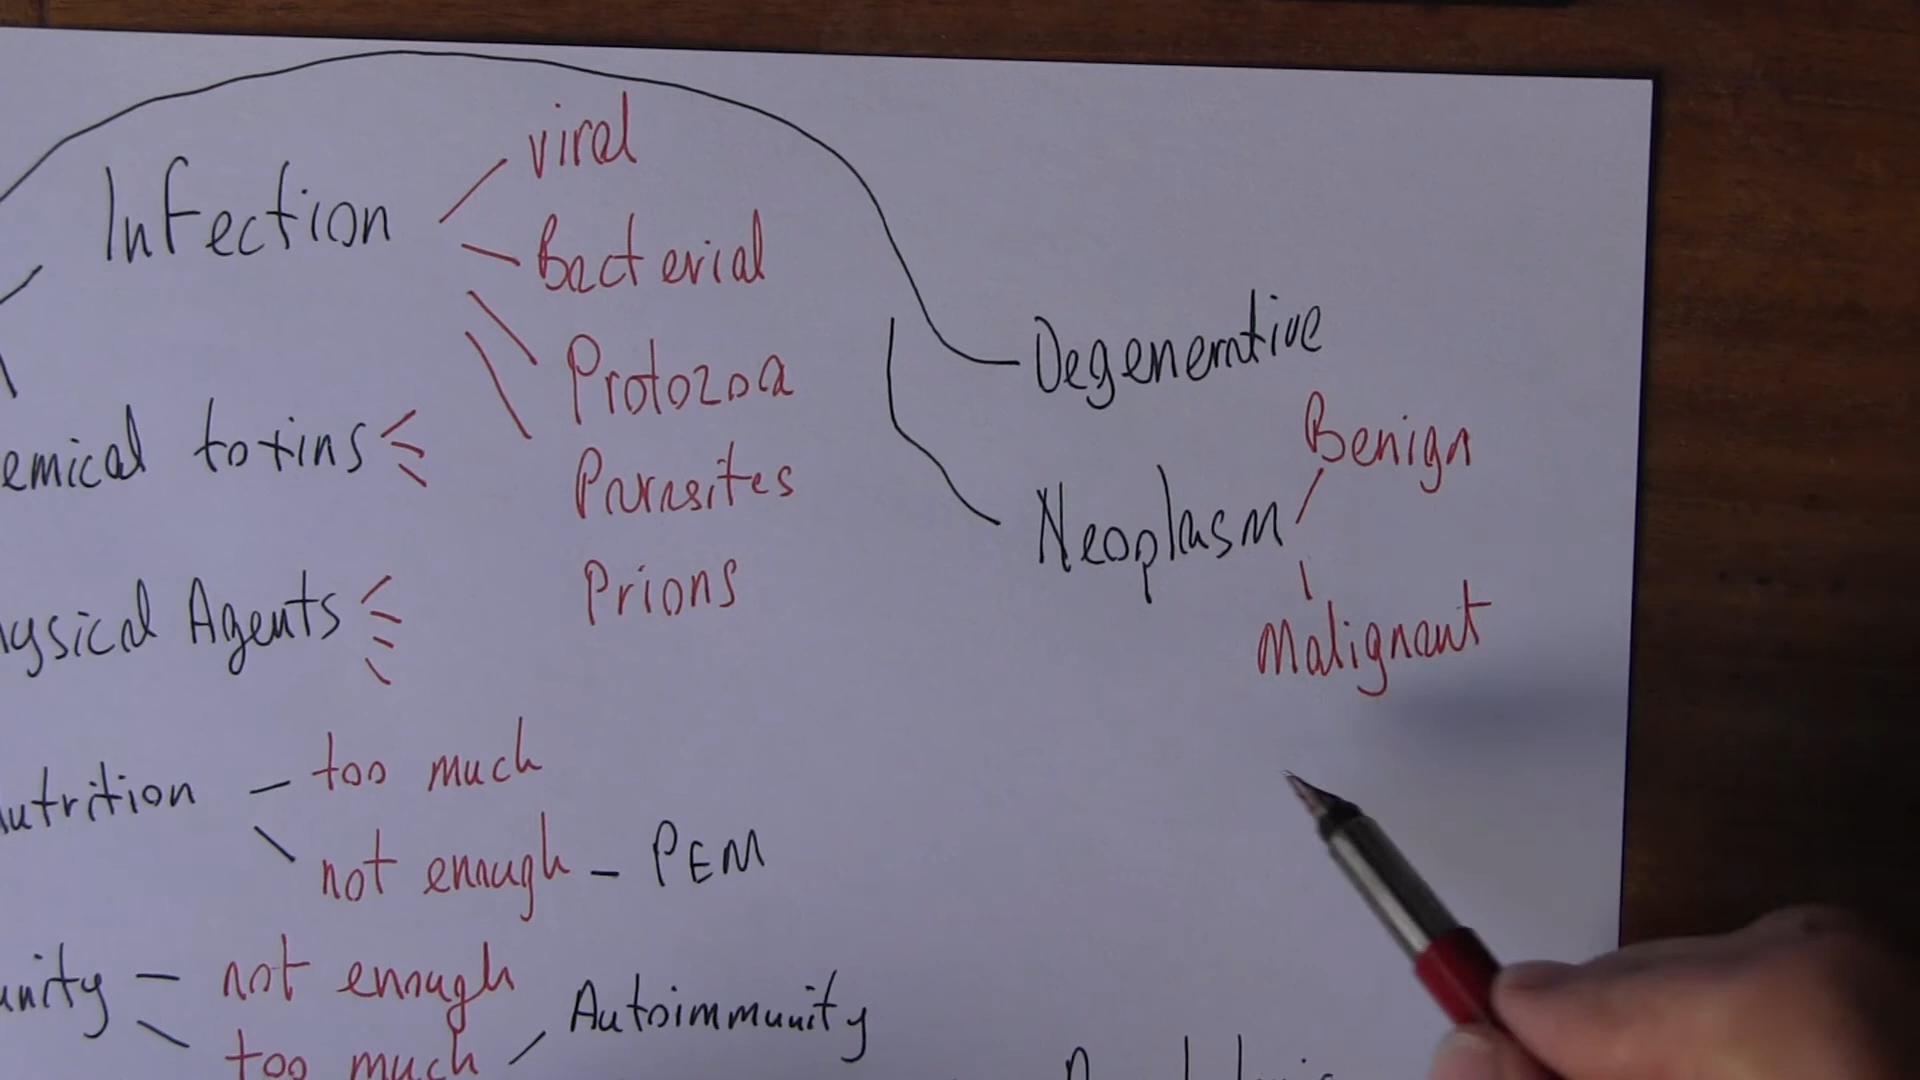 Infection
viral
Bacterial
Protozoa
Parasites
Prions
emical toxins
hysical Agents
utrition - too much
not enough - PEM
unity - not enough
too much
Autoimmunity
Degenerative
Neoplasm
Benign
Malignant